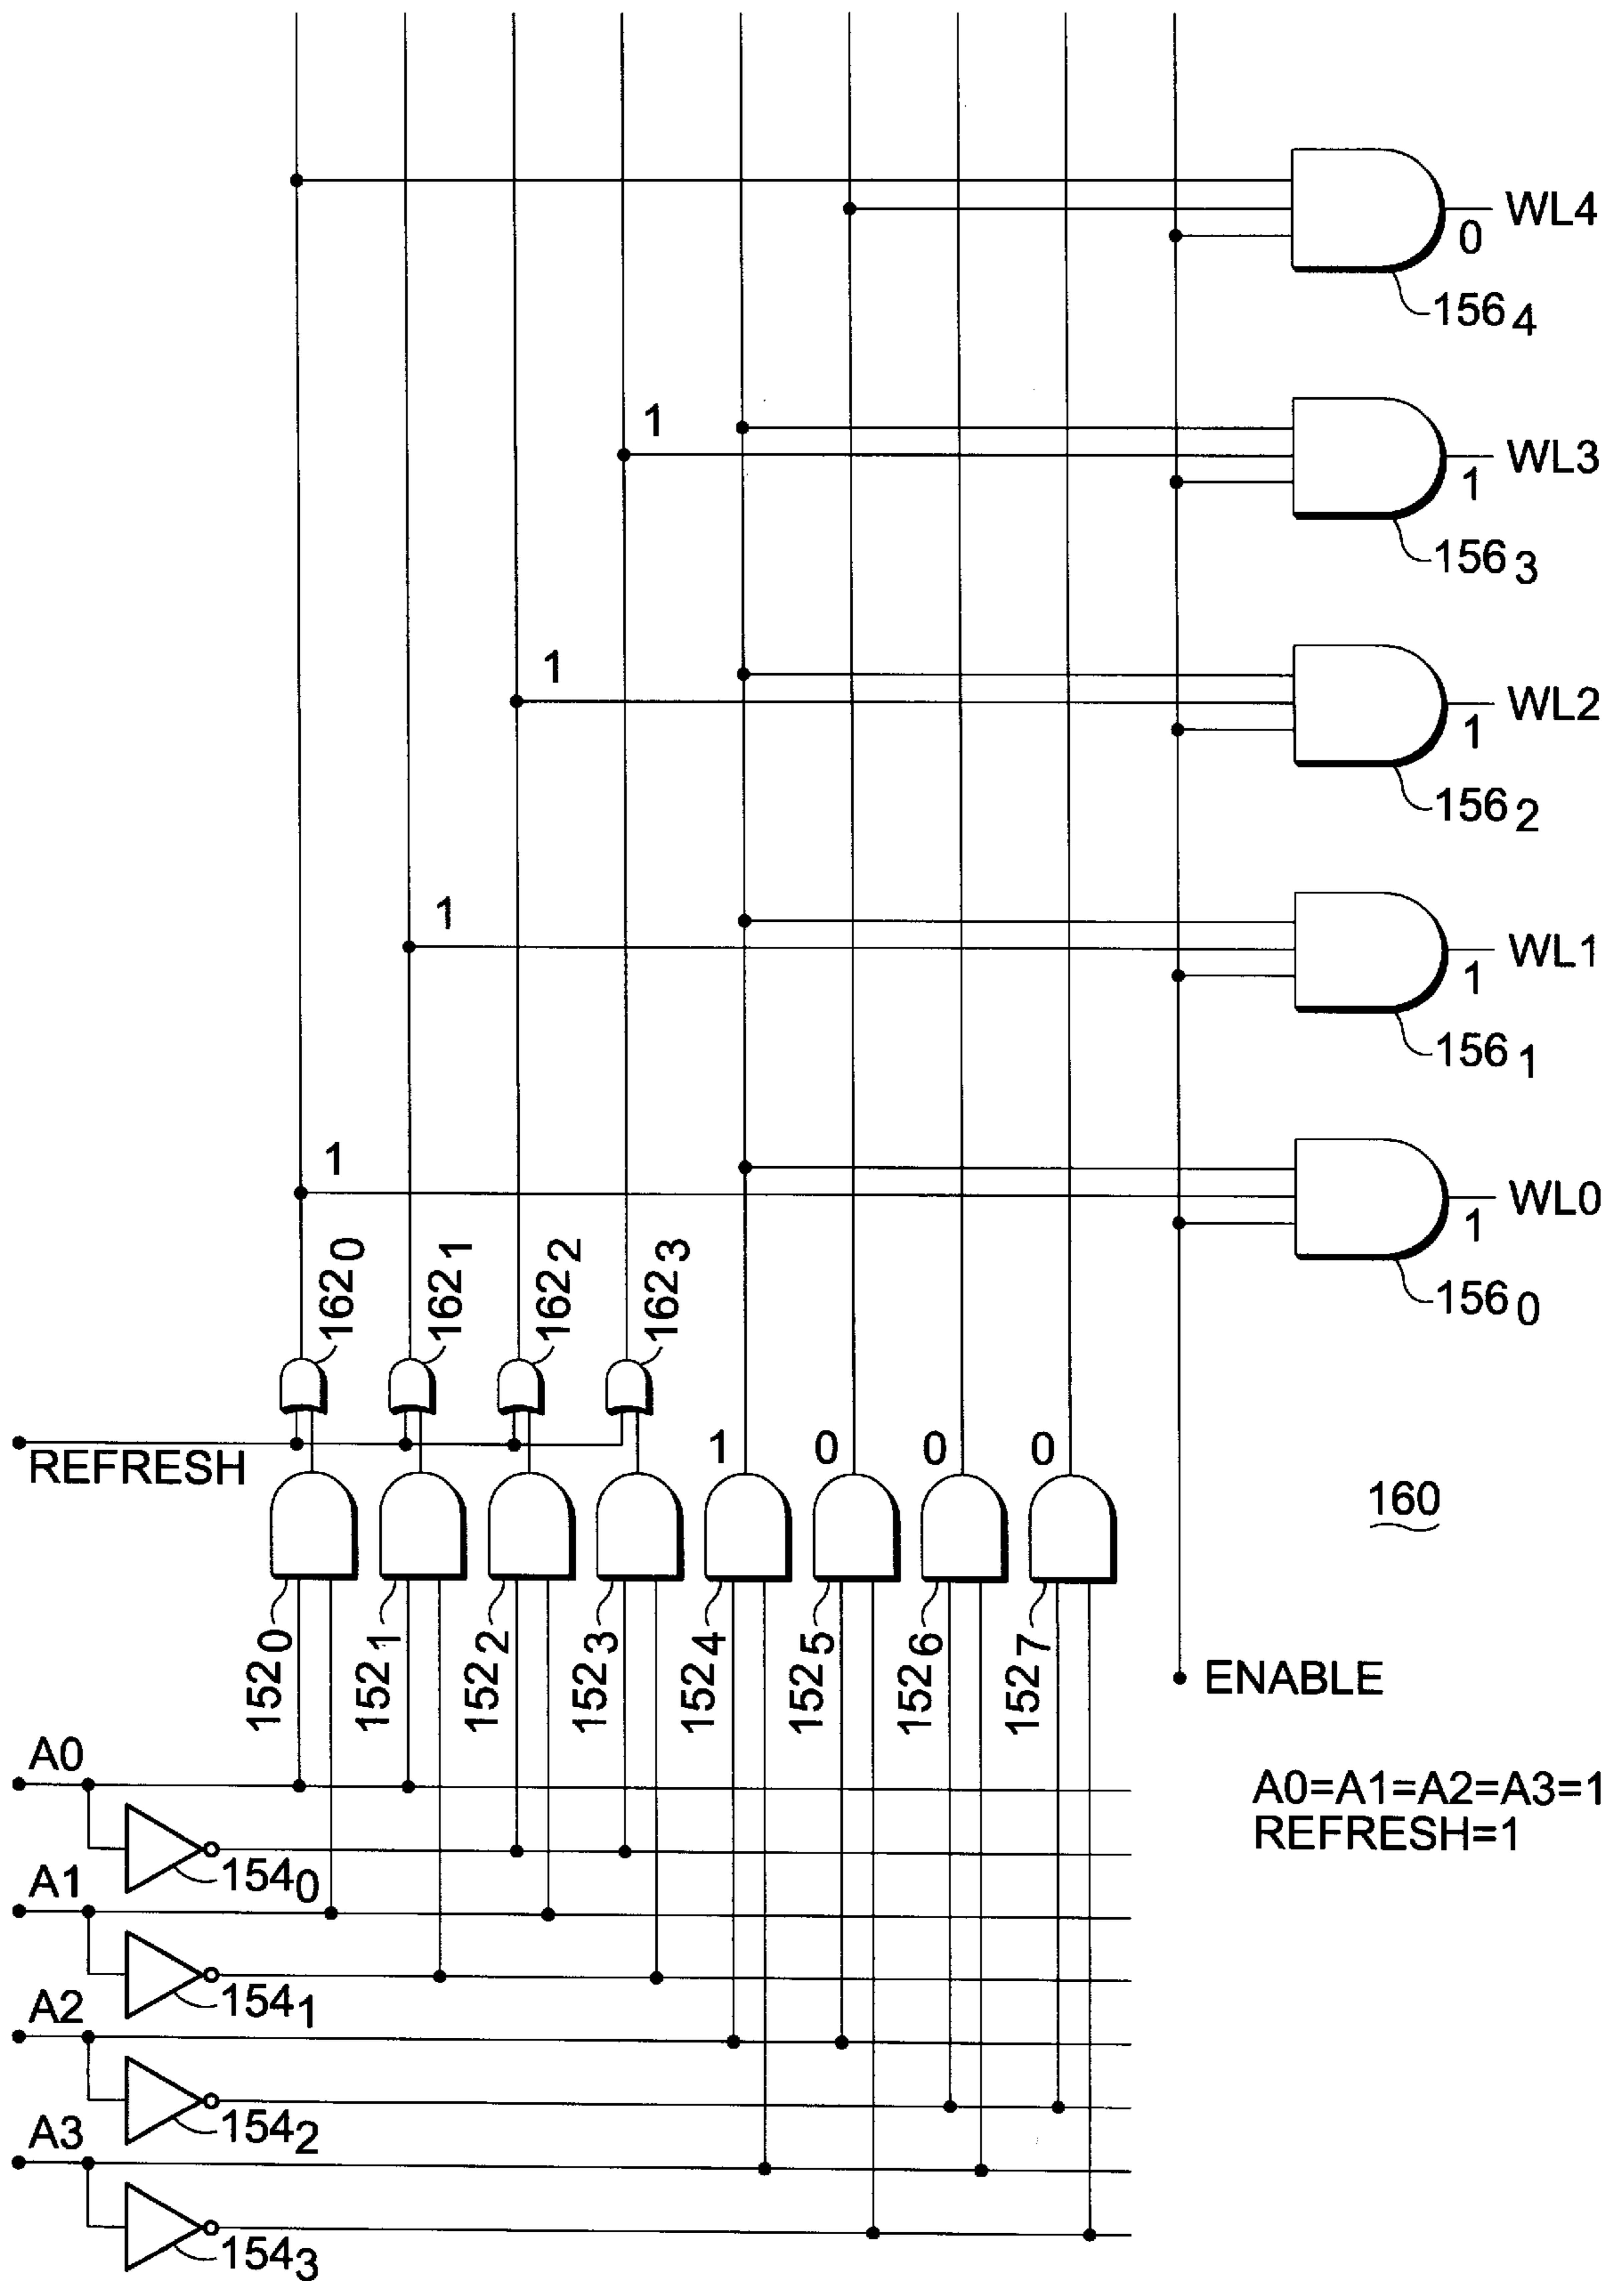 WL4
0
156 4
1
WL3
1
156 3
1
WL2
1
156 2
1
WL1
1
156 1
1
WL0
1
156 0
162 0
162 1
162 2
162 3
REFRESH
1
0
0
0
160
152 0
152 1
152 2
152 3
152 4
152 5
152 6
152 7
ENABLE
A0
A0=A1=A2=A3=1
REFRESH=1
154 0
A1
154 1
A2
154 2
A3
154 3